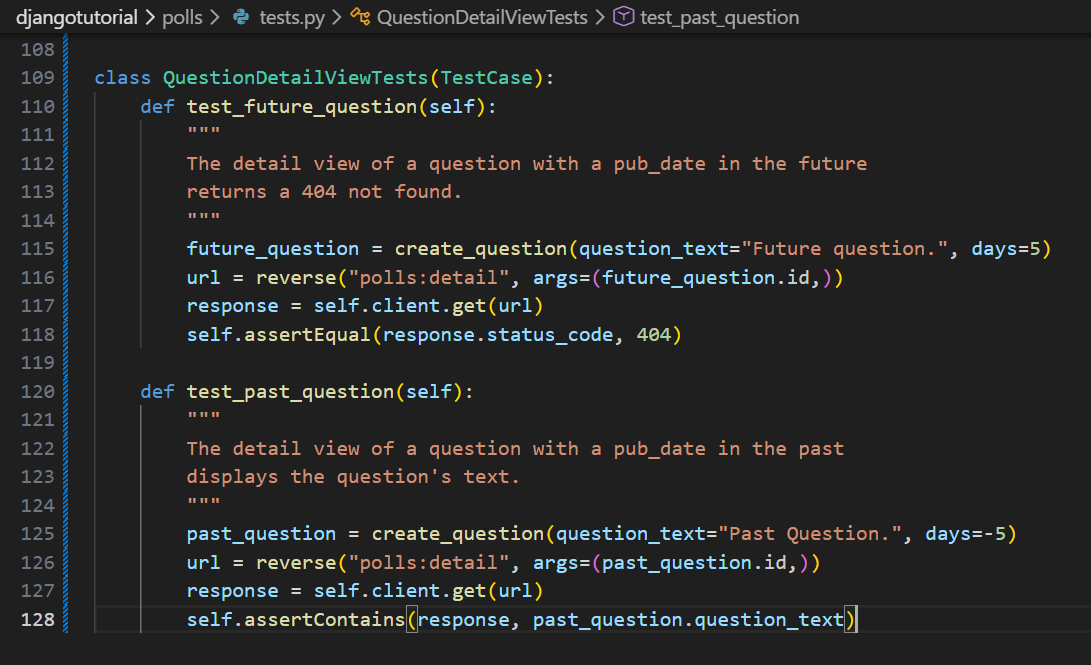 djangotutorial > polls > tests.py > QuestionDetailViewTests > test_past_question
108
109 class QuestionDetailViewTests(TestCase):
110     def test_future_question(self):
111         """
112         The detail view of a question with a pub_date in the future
113         returns a 404 not found.
114         """
115         future_question = create_question(question_text="Future question.", days=5)
116         url = reverse("polls:detail", args=(future_question.id,))
117         response = self.client.get(url)
118         self.assertEqual(response.status_code, 404)
119
120     def test_past_question(self):
121         """
122         The detail view of a question with a pub_date in the past
123         displays the question's text.
124         """
125         past_question = create_question(question_text="Past Question.", days=-5)
126         url = reverse("polls:detail", args=(past_question.id,))
127         response = self.client.get(url)
128         self.assertContains(response, past_question.question_text)